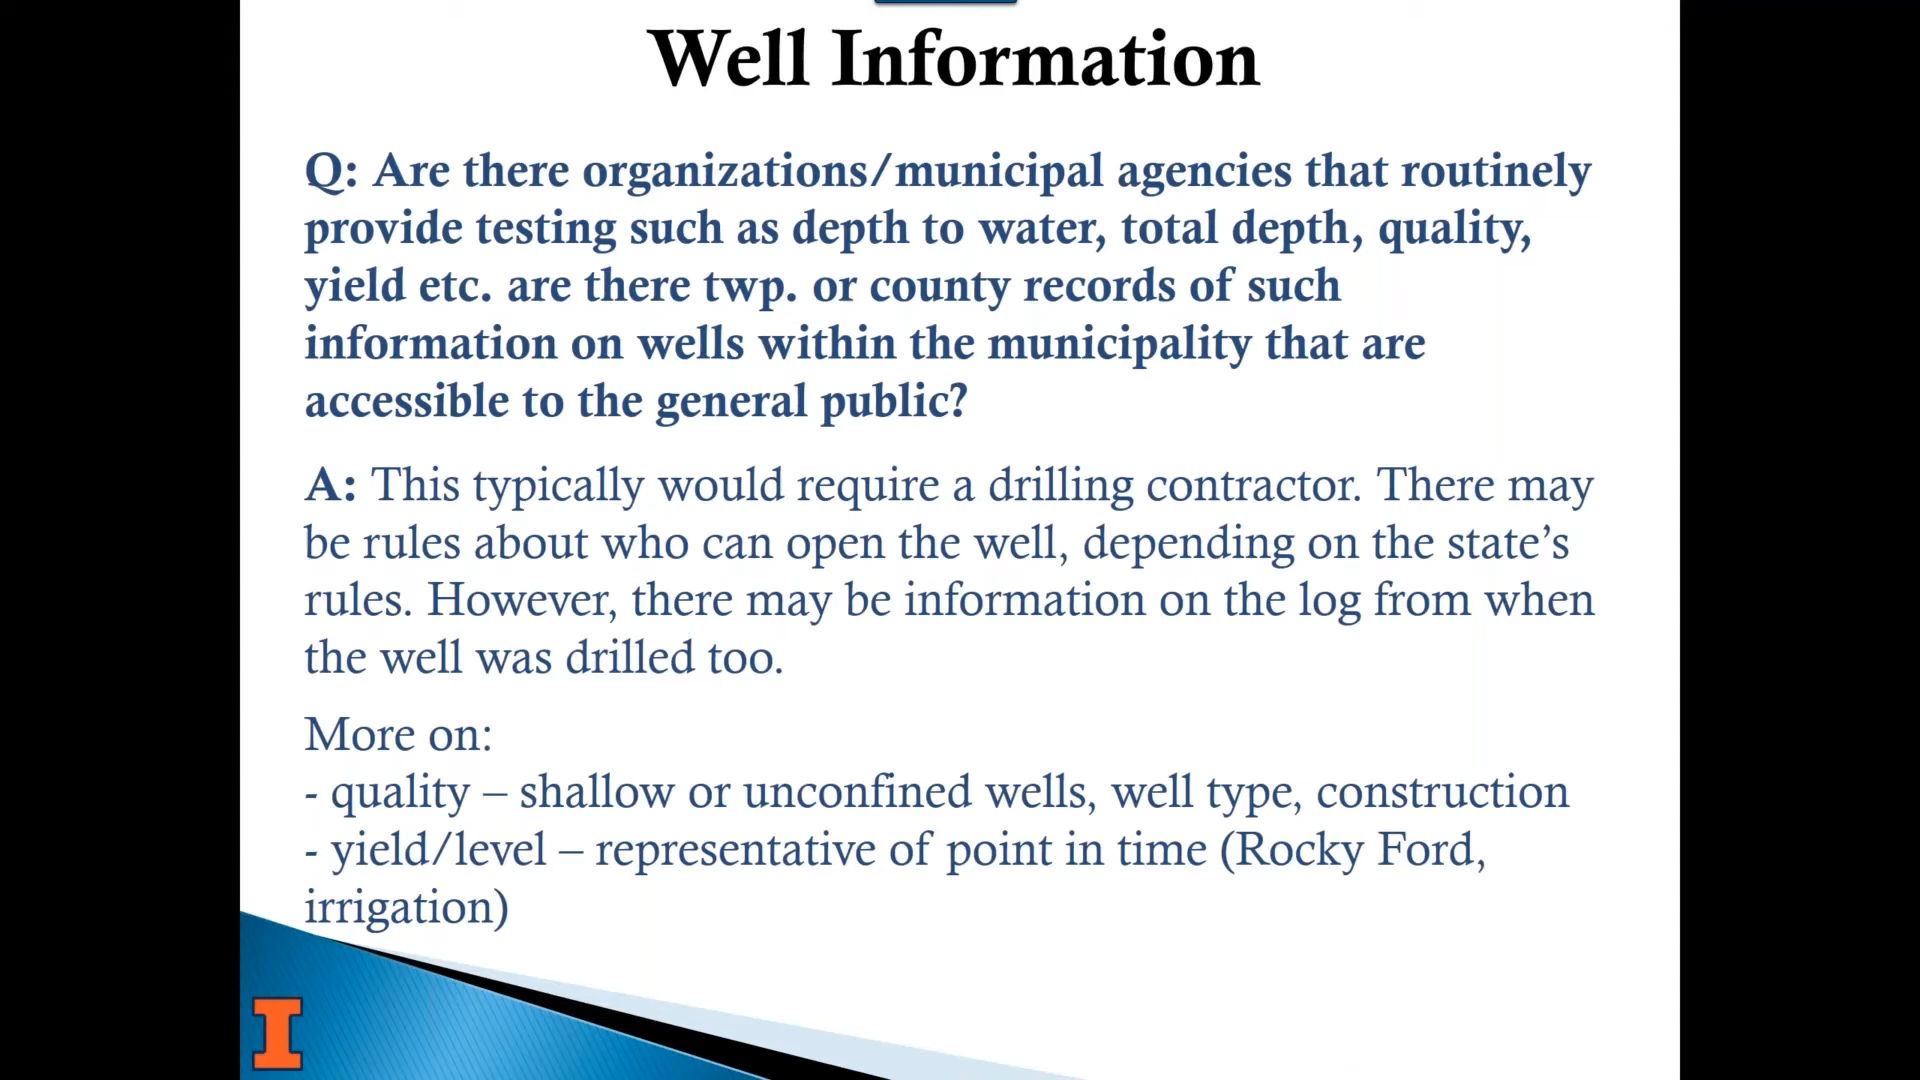 Well Information
Q: Are there organizations/municipal agencies that routinely
provide testing such as depth to water, total depth, quality,
yield etc. are there twp. or county records of such
information on wells within the municipality that are
accessible to the general public?
A: This typically would require a drilling contractor. There may
be rules about who can open the well, depending on the state’s
rules. However, there may be information on the log from when
the well was drilled too.
More on:
- quality – shallow or unconfined wells, well type, construction
- yield/level – representative of point in time (Rocky Ford,
irrigation)
I